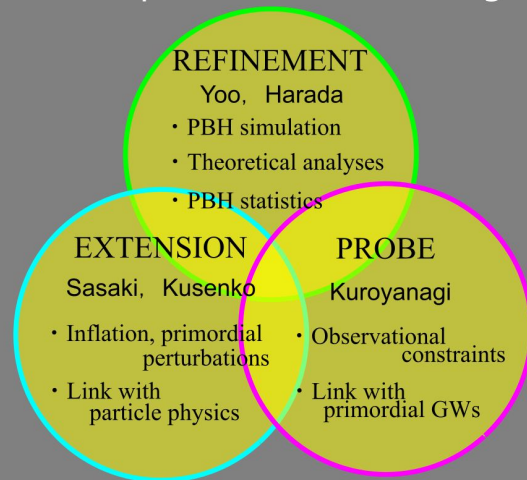 REFINEMENT
Yoo, Harada
・PBH simulation
・Theoretical analyses
・PBH statistics
EXTENSION
Sasaki, Kusenko
・Inflation, primordial
perturbations
・Link with
particle physics
PROBE
Kuroyanagi
・Observational
constraints
・Link with
primordial GWs